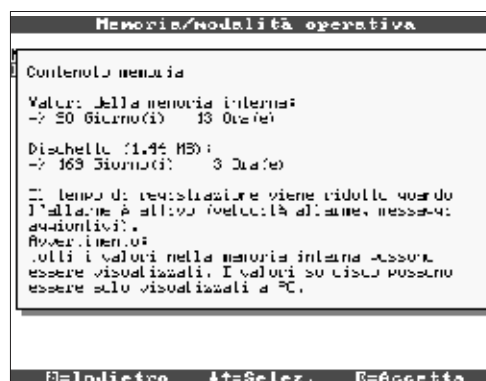 Memoria/modalità operativa
Contenuto memoria
Valori della memoria interna:
-> Giorno(i) 13 Ora(e)
Dischetto (1.44 MB):
-> 169 Giorno(i) 3 Ora(e)
Il tempo di registrazione viene ridotto quando
l'allarme è attivo (velocità allarme, messaggi
aggiuntivi).
Avvertimento:
Tutti i valori nella memoria interna possono
essere visualizzati. I valori su disco possono
essere solo visualizzati a PC.
=Indietro ↓↑=Selez. E=Accetta